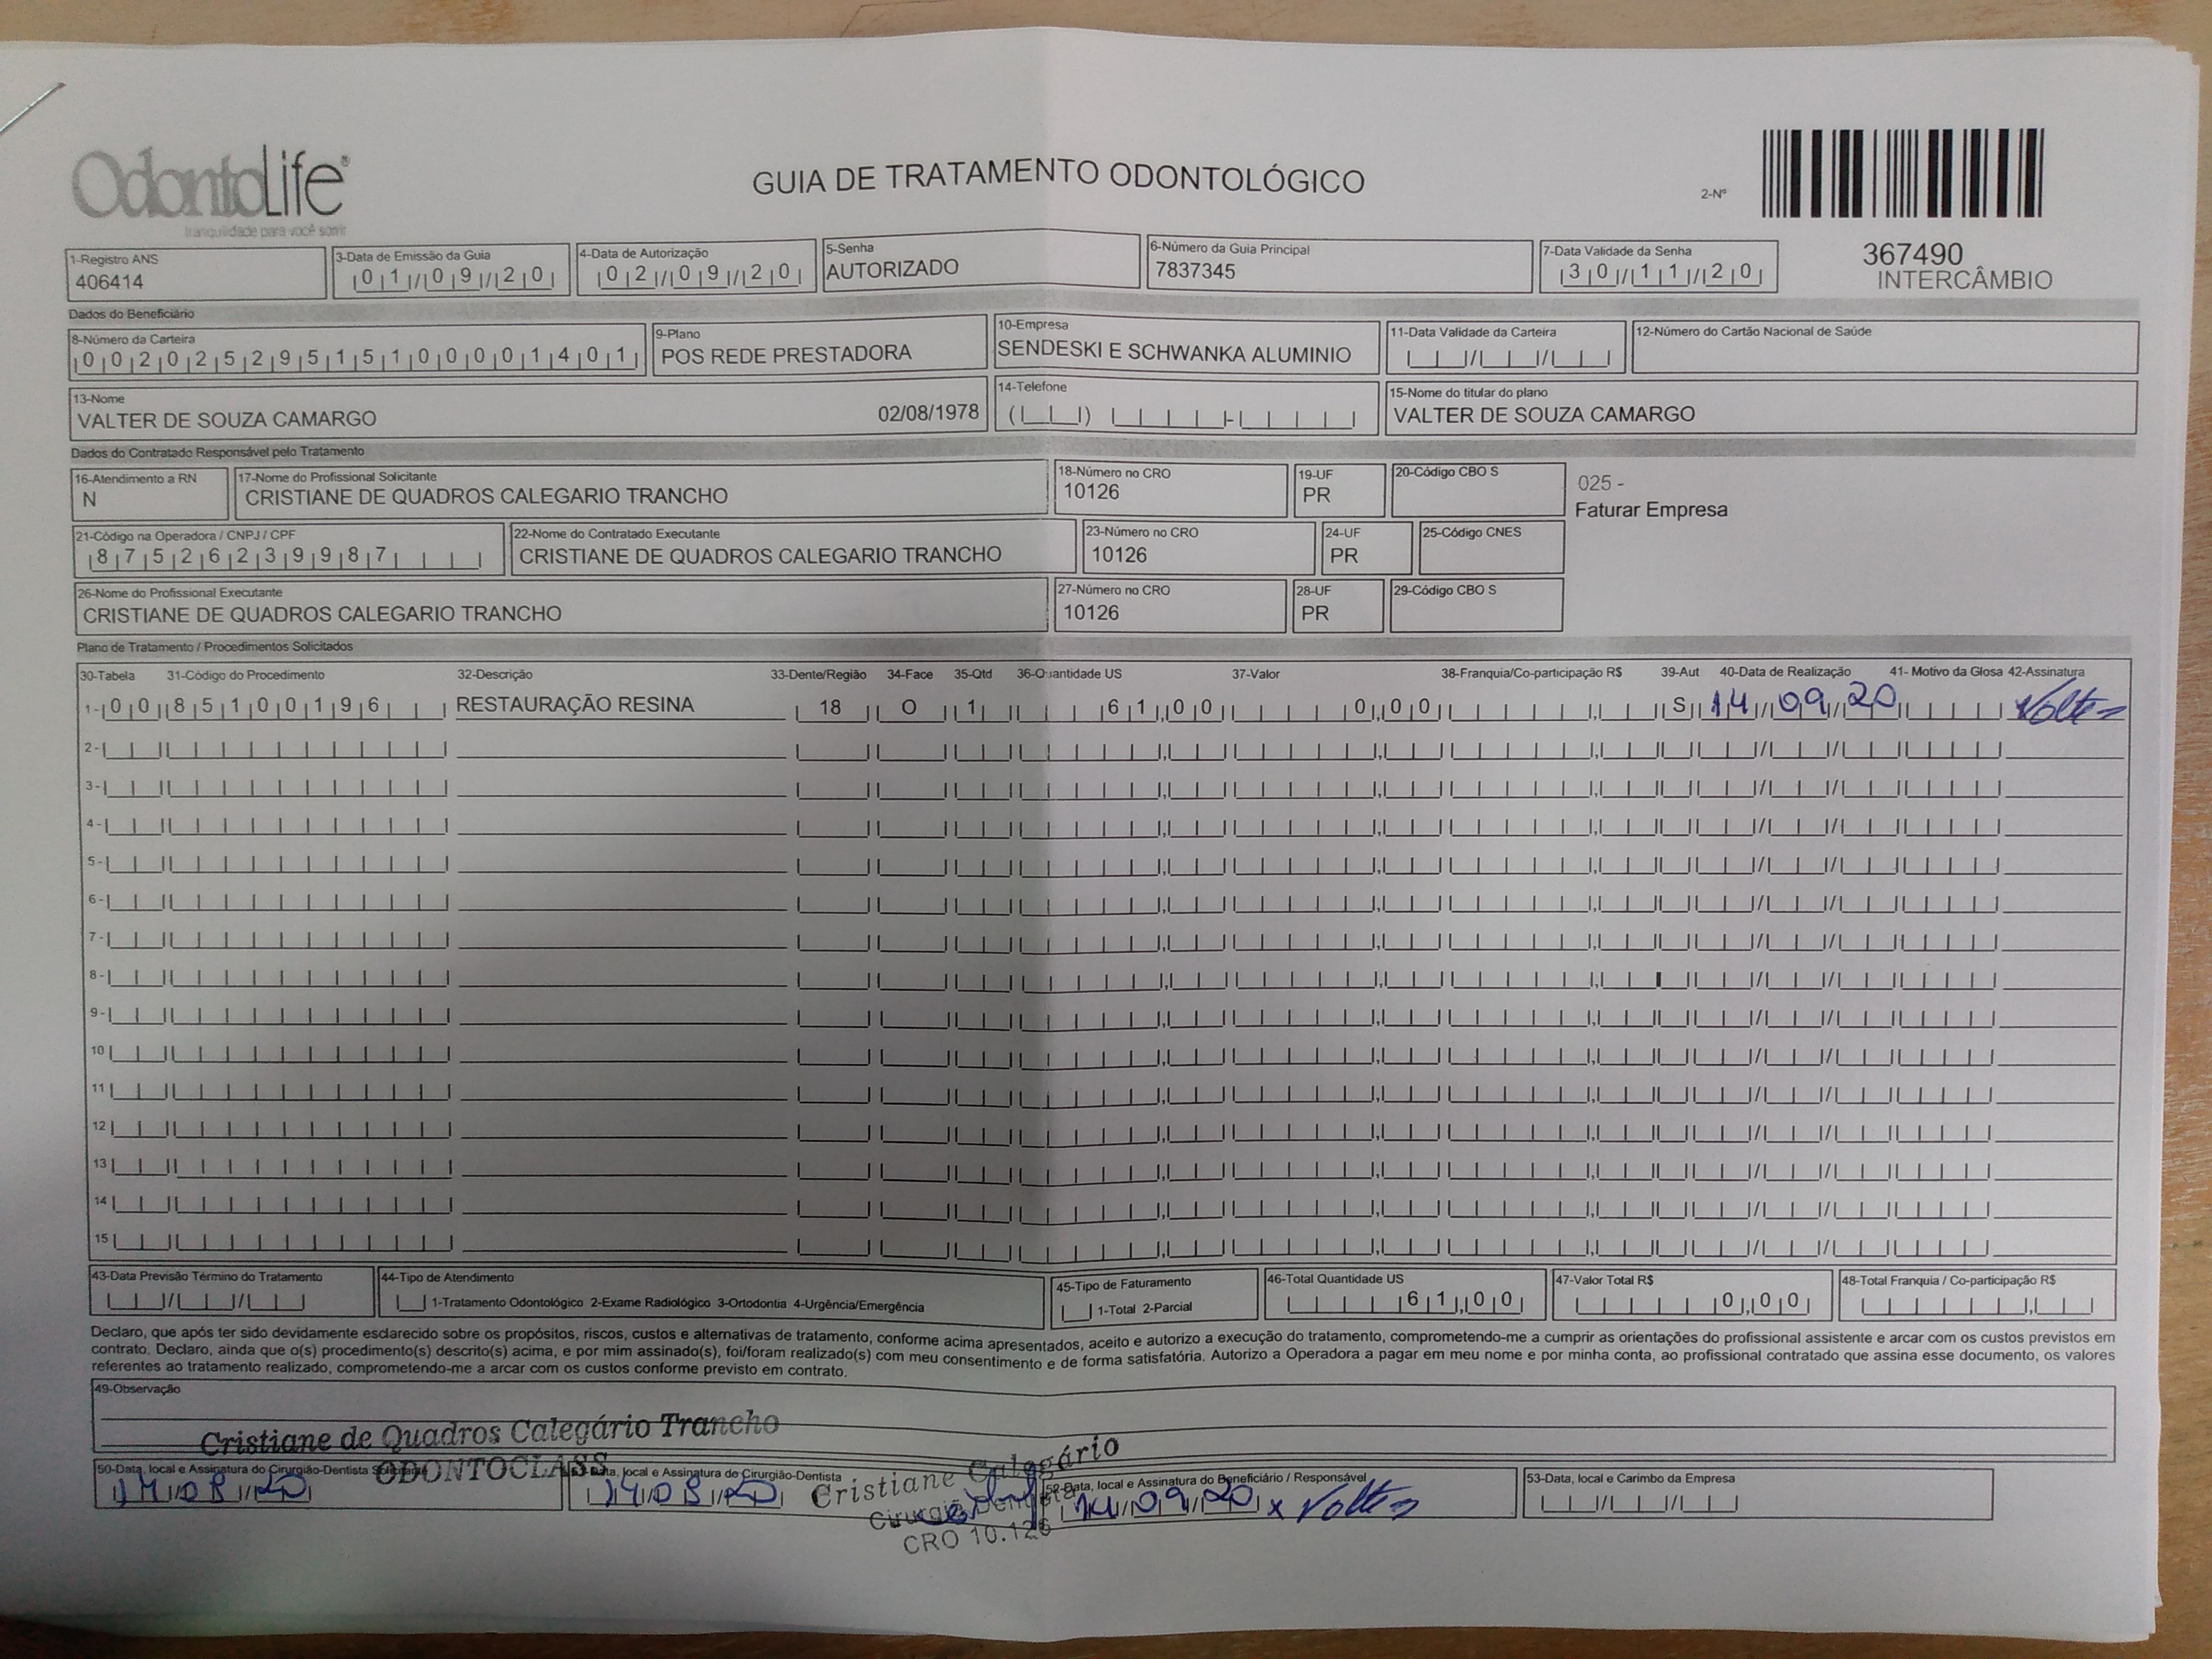 OdontoLife®
tranquilidade para você sorrir
GUIA DE TRATAMENTO ODONTOLÓGICO
2-Nº
367490
INTERCÂMBIO
1-Registro ANS
406414
3-Data de Emissão da Guia
01/09/20
4-Data de Autorização
02/09/20
5-Senha
AUTORIZADO
6-Número da Guia Principal
7837345
7-Data Validade da Senha
30/11/20
Dados do Beneficiário
8-Número da Carteira
00202529515100001401
9-Plano
POS REDE PRESTADORA
10-Empresa
SENDESKI E SCHWANKA ALUMINIO
11-Data Validade da Carteira
12-Número do Cartão Nacional de Saúde
13-Nome
VALTER DE SOUZA CAMARGO 02/08/1978
14-Telefone
15-Nome do titular do plano
VALTER DE SOUZA CAMARGO
Dados do Contratado Responsável pelo Tratamento
16-Atendimento a RN
N
17-Nome do Profissional Solicitante
CRISTIANE DE QUADROS CALEGARIO TRANCHO
18-Número no CRO
10126
19-UF
PR
20-Código CBO S
025 -
Faturar Empresa
21-Código na Operadora / CNPJ / CPF
87526239987
22-Nome do Contratado Executante
CRISTIANE DE QUADROS CALEGARIO TRANCHO
23-Número no CRO
10126
24-UF
PR
25-Código CNES
26-Nome do Profissional Executante
CRISTIANE DE QUADROS CALEGARIO TRANCHO
27-Número no CRO
10126
28-UF
PR
29-Código CBO S
Plano de Tratamento / Procedimentos Solicitados
30-Tabela 31-Código do Procedimento 32-Descrição 33-Dente/Região 34-Face 35-Qtd 36-Quantidade US 37-Valor 38-Franquia/Co-participação R$ 39-Aut 40-Data de Realização 41- Motivo da Glosa 42-Assinatura
1- 00 85100196 RESTAURAÇÃO RESINA 18 O 1 61,00 0,00 S 14/09/20
2-
3-
4-
5-
6-
7-
8-
9-
10
11
12
13
14
15
43-Data Previsão Término do Tratamento
44-Tipo de Atendimento
1-Tratamento Odontológico 2-Exame Radiológico 3-Ortodontia 4-Urgência/Emergência
45-Tipo de Faturamento
1-Total 2-Parcial
46-Total Quantidade US
61,00
47-Valor Total R$
0,00
48-Total Franquia / Co-participação R$
Declaro, que após ter sido devidamente esclarecido sobre os propósitos, riscos, custos e alternativas de tratamento, conforme acima apresentados, aceito e autorizo a execução do tratamento, comprometendo-me a cumprir as orientações do profissional assistente e arcar com os custos previstos em
contrato. Declaro, ainda que o(s) procedimento(s) descrito(s) acima, e por mim assinado(s), foi/foram realizado(s) com meu consentimento e de forma satisfatória. Autorizo a Operadora a pagar em meu nome e por minha conta, ao profissional contratado que assina esse documento, os valores
referentes ao tratamento realizado, comprometendo-me a arcar com os custos conforme previsto em contrato.
49-Observação
Cristiane de Quadros Calegário Trancho
ODONTOCLASS
50-Data, local e Assinatura do Cirurgião-Dentista Solicitante
Data, local e Assinatura do Cirurgião-Dentista
Cristiane Calegário
Cirurgiã Dentista
CRO 10.126
52-Data, local e Assinatura do Beneficiário / Responsável
14/09/20 x
53-Data, local e Carimbo da Empresa